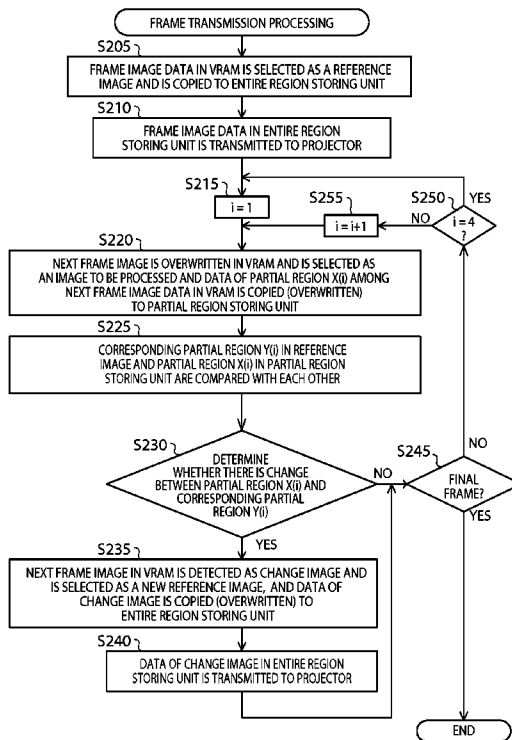 FRAME TRANSMISSION PROCESSING
S205
FRAME IMAGE DATA IN VRAM IS SELECTED AS A REFERENCE
IMAGE AND IS COPIED TO ENTIRE REGION STORING UNIT
S210
FRAME IMAGE DATA IN ENTIRE REGION
STORING UNIT IS TRANSMITTED TO PROJECTOR
S215
i = 1
S255
i = i+1
S250
i = 4
?
YES
NO
S220
NEXT FRAME IMAGE IS OVERWRITTEN IN VRAM AND IS SELECTED AS
AN IMAGE TO BE PROCESSED AND DATA OF PARTIAL REGION X(i) AMONG
NEXT FRAME IMAGE DATA IN VRAM IS COPIED (OVERWRITTEN)
TO PARTIAL REGION STORING UNIT
S225
CORRESPONDING PARTIAL REGION Y(i) IN REFERENCE
IMAGE AND PARTIAL REGION X(i) IN PARTIAL REGION
STORING UNIT ARE COMPARED WITH EACH OTHER
S230
DETERMINE
WHETHER THERE IS CHANGE
BETWEEN PARTIAL REGION X(i) AND
CORRESPONDING PARTIAL
REGION Y(i)
NO
YES
S245
FINAL
FRAME?
NO
YES
S235
NEXT FRAME IMAGE IN VRAM IS DETECTED AS CHANGE IMAGE AND
IS SELECTED AS A NEW REFERENCE IMAGE, AND DATA OF
CHANGE IMAGE IS COPIED (OVERWRITTEN) TO
ENTIRE REGION STORING UNIT
S240
DATA OF CHANGE IMAGE IN ENTIRE REGION
STORING UNIT IS TRANSMITTED TO PROJECTOR
END